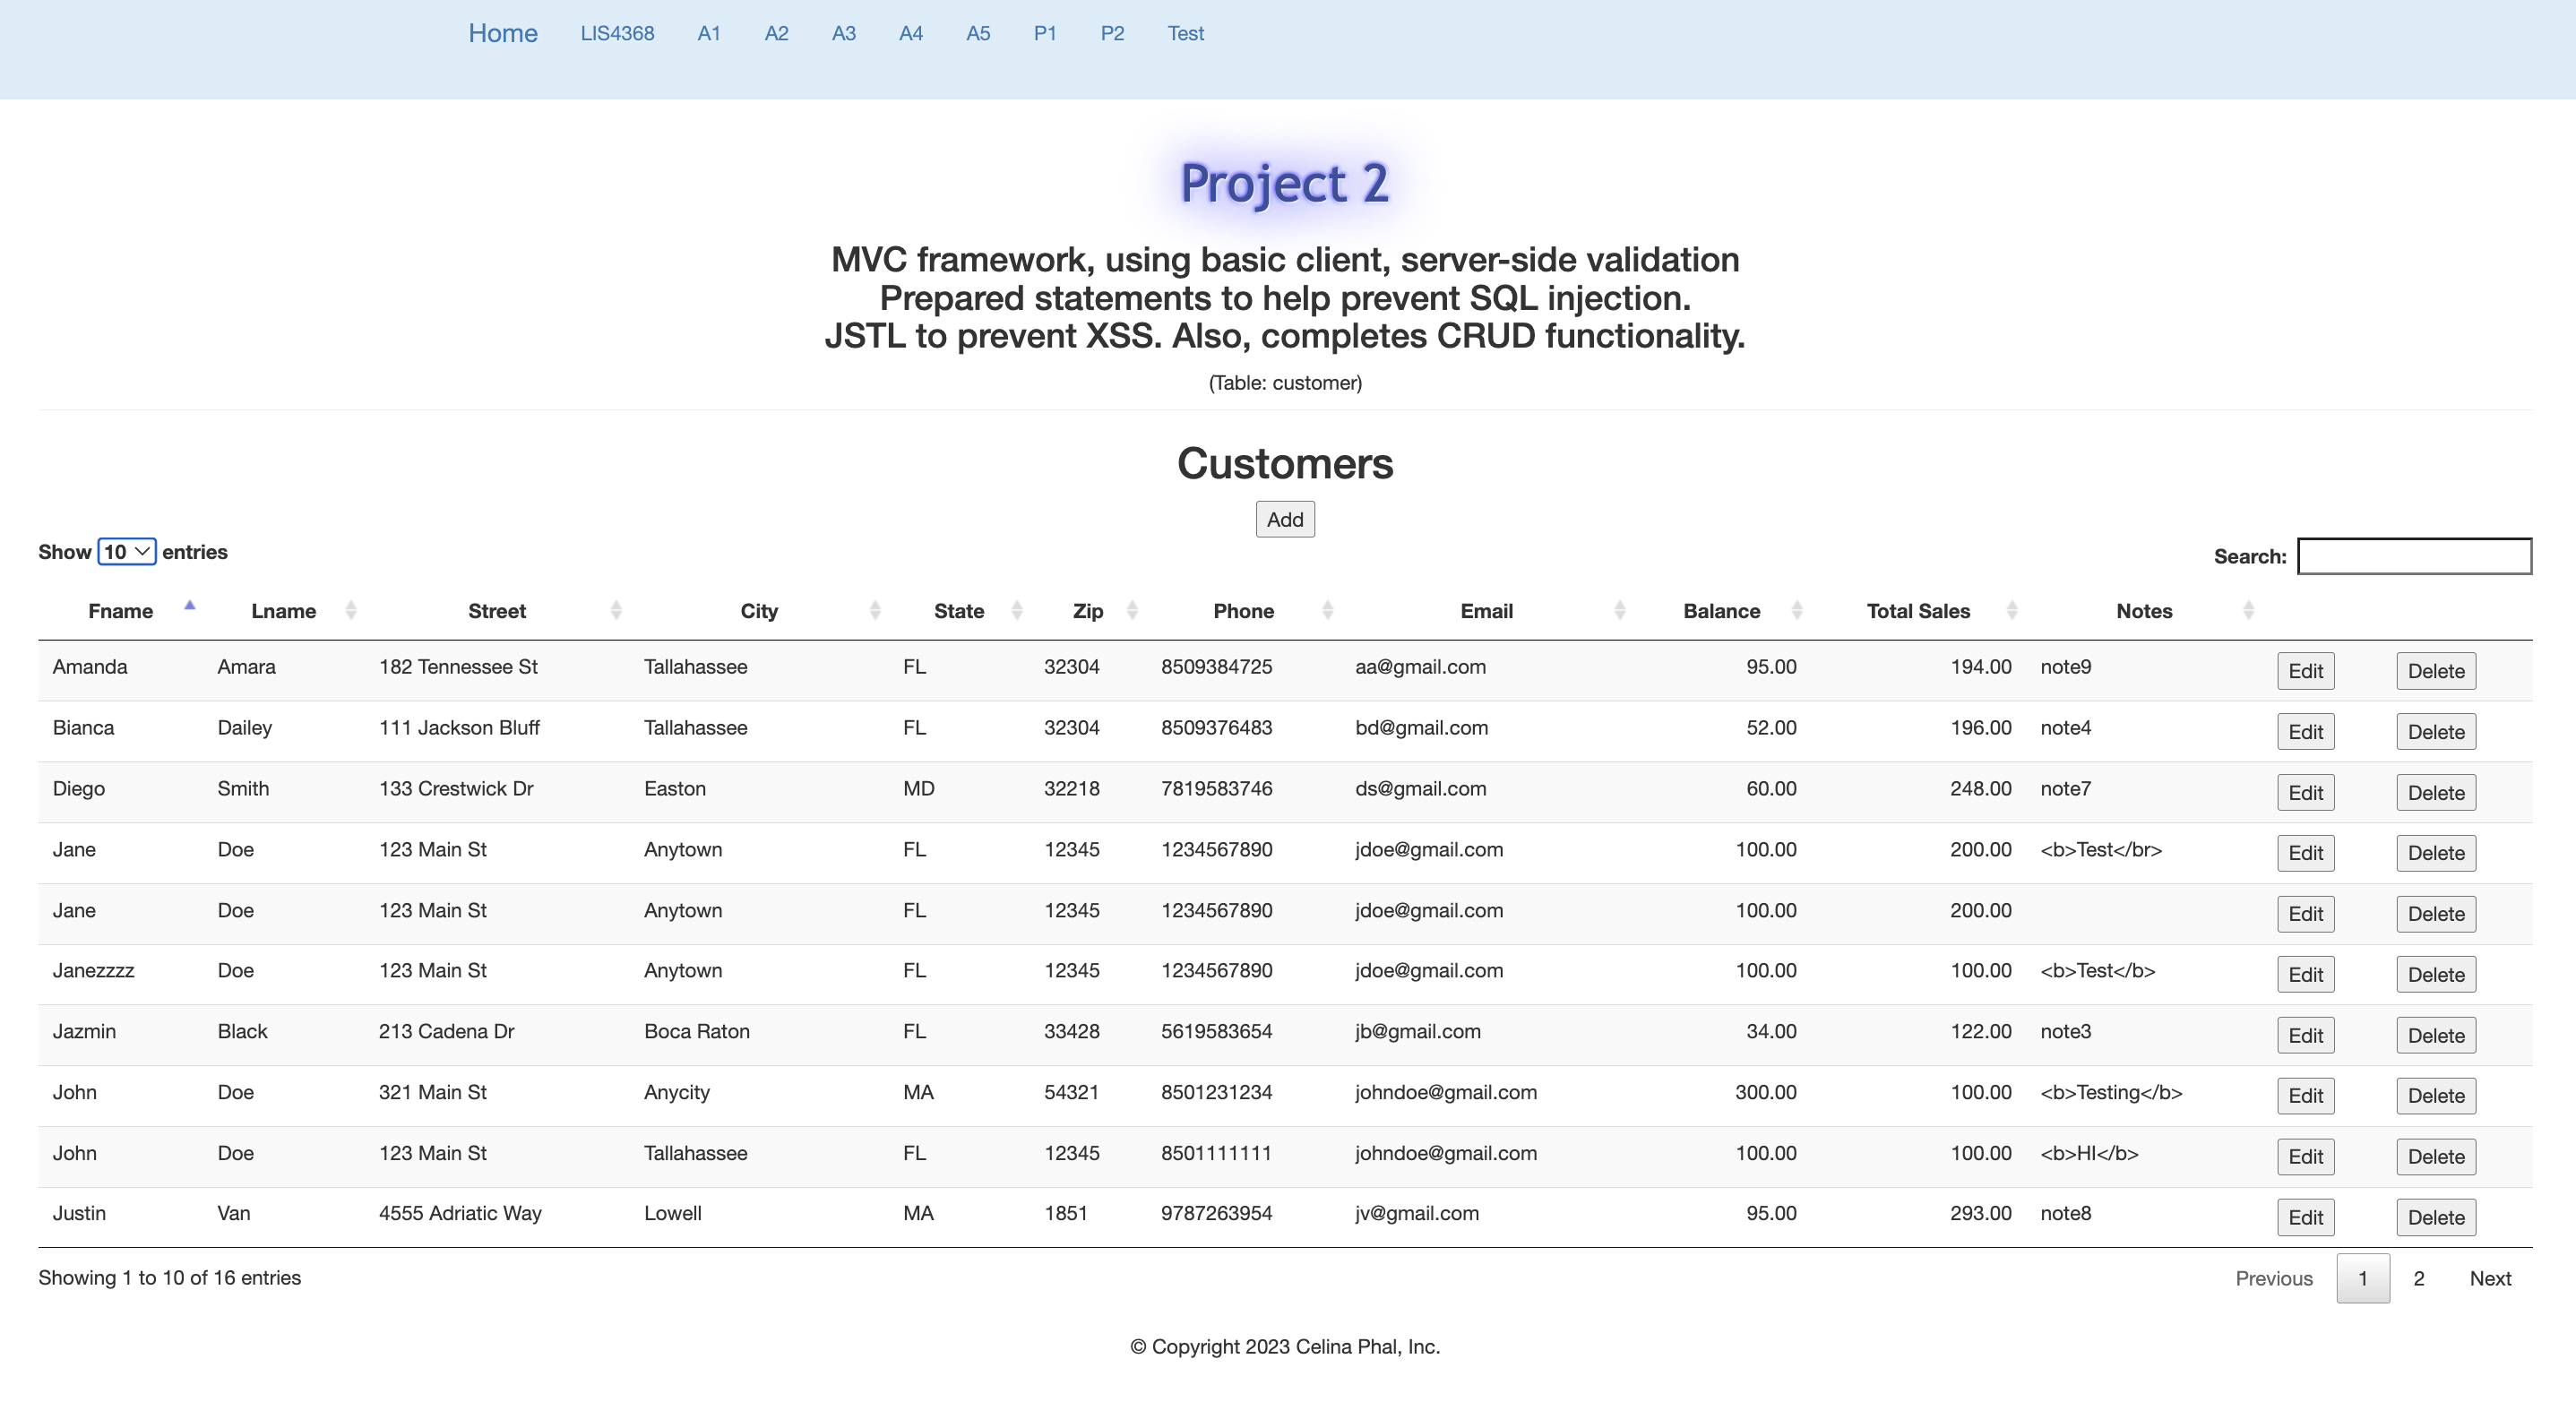 Home LIS4368 A1 A2 A3 A4 A5 P1 P2 Test
Project 2
MVC framework, using basic client, server-side validation
Prepared statements to help prevent SQL injection.
JSTL to prevent XSS. Also, completes CRUD functionality.
(Table: customer)
Customers
Add
Show 10 entries Search:
Fname Lname Street City State Zip Phone Email Balance Total Sales Notes
Amanda Amara 182 Tennessee St Tallahassee FL 32304 8509384725 aa@gmail.com 95.00 194.00 note9 Edit Delete
Bianca Dailey 111 Jackson Bluff Tallahassee FL 32304 8509376483 bd@gmail.com 52.00 196.00 note4 Edit Delete
Diego Smith 133 Crestwick Dr Easton MD 32218 7819583746 ds@gmail.com 60.00 248.00 note7 Edit Delete
Jane Doe 123 Main St Anytown FL 12345 1234567890 jdoe@gmail.com 100.00 200.00 <b>Test</br> Edit Delete
Jane Doe 123 Main St Anytown FL 12345 1234567890 jdoe@gmail.com 100.00 200.00 Edit Delete
Janezzzz Doe 123 Main St Anytown FL 12345 1234567890 jdoe@gmail.com 100.00 100.00 <b>Test</b> Edit Delete
Jazmin Black 213 Cadena Dr Boca Raton FL 33428 5619583654 jb@gmail.com 34.00 122.00 note3 Edit Delete
John Doe 321 Main St Anycity MA 54321 8501231234 johndoe@gmail.com 300.00 100.00 <b>Testing</b> Edit Delete
John Doe 123 Main St Tallahassee FL 12345 8501111111 johndoe@gmail.com 100.00 100.00 <b>HI</b> Edit Delete
Justin Van 4555 Adriatic Way Lowell MA 1851 9787263954 jv@gmail.com 95.00 293.00 note8 Edit Delete
Showing 1 to 10 of 16 entries Previous 1 2 Next
© Copyright 2023 Celina Phal, Inc.